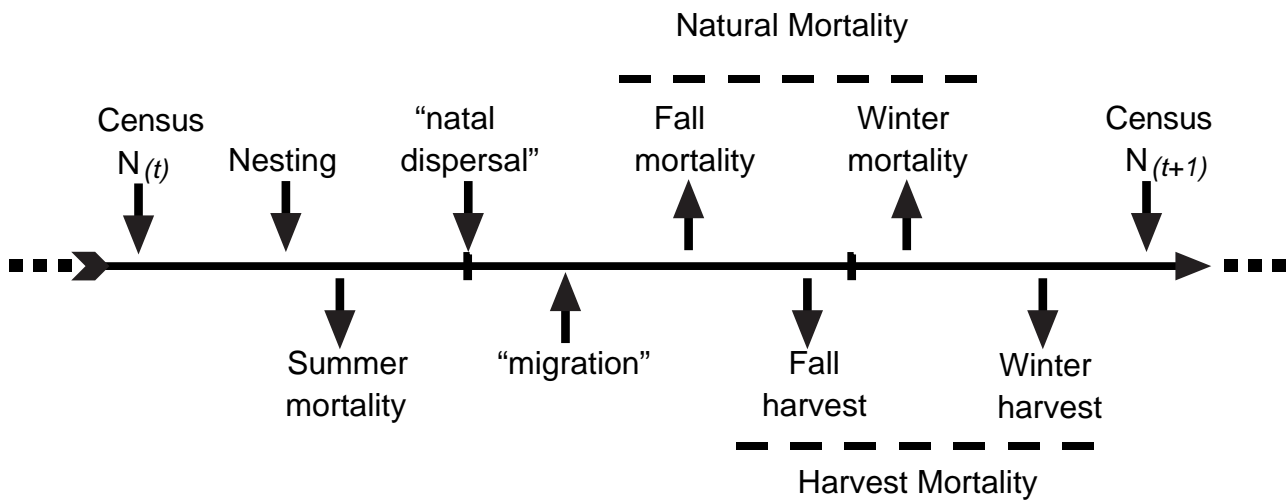 Natural Mortality
Census
N(t)
Nesting
“natal
dispersal”
Fall
mortality
Winter
mortality
Census
N(t+1)
Summer
mortality
“migration”
Fall
harvest
Winter
harvest
Harvest Mortality